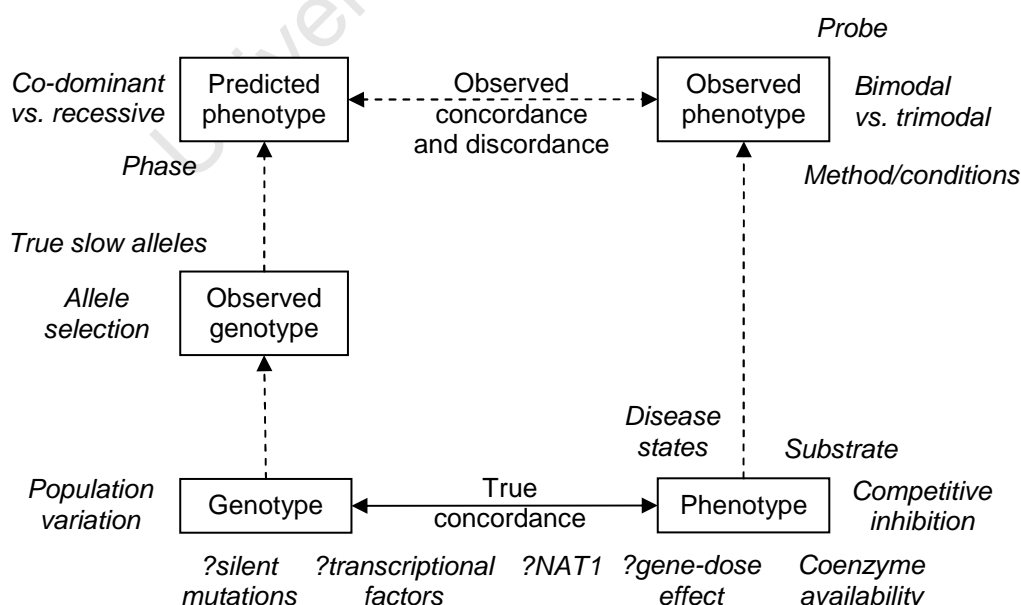 Probe
Co-dominant
vs. recessive
Predicted
phenotype
Observed
concordance
and discordance
Observed
phenotype
Bimodal
vs. trimodal
Phase
Method/conditions
True slow alleles
Allele
selection
Observed
genotype
Disease
states
Substrate
Population
variation
Genotype
True
concordance
Phenotype
Competitive
inhibition
?silent
mutations
?transcriptional
factors
?NAT1
?gene-dose
effect
Coenzyme
availability